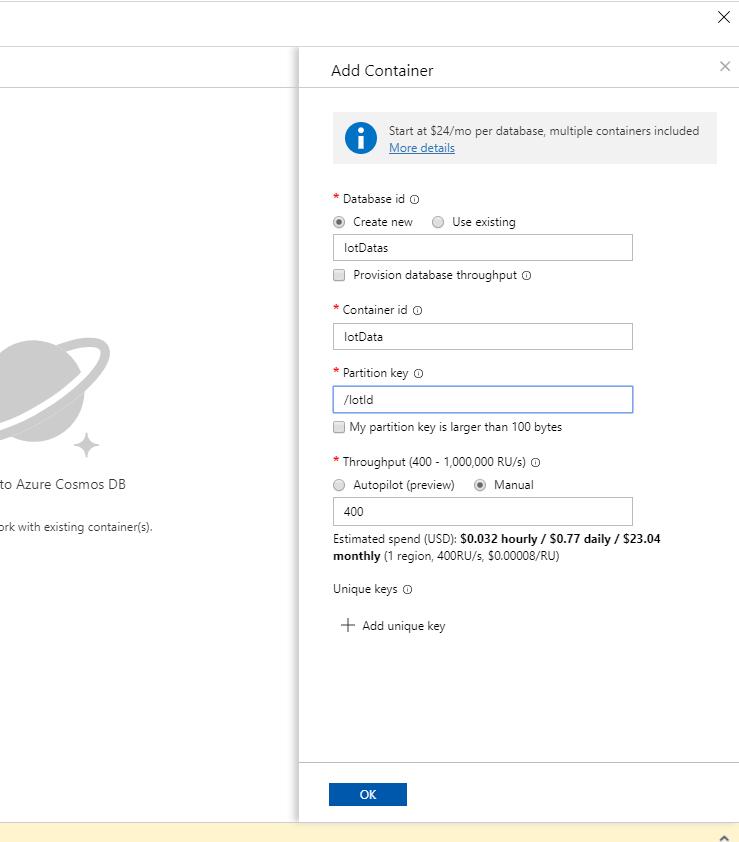 Add Container
Start at $24/mo per database, multiple containers included
More details
* Database id
Create new Use existing
IotDatas
Provision database throughput
* Container id
IotData
* Partition key
/IotId
My partition key is larger than 100 bytes
* Throughput (400 - 1,000,000 RU/s)
Autopilot (preview) Manual
400
Estimated spend (USD): $0.032 hourly / $0.77 daily / $23.04
monthly (1 region, 400RU/s, $0.00008/RU)
Unique keys
Add unique key
OK
to Azure Cosmos DB
ork with existing container(s).